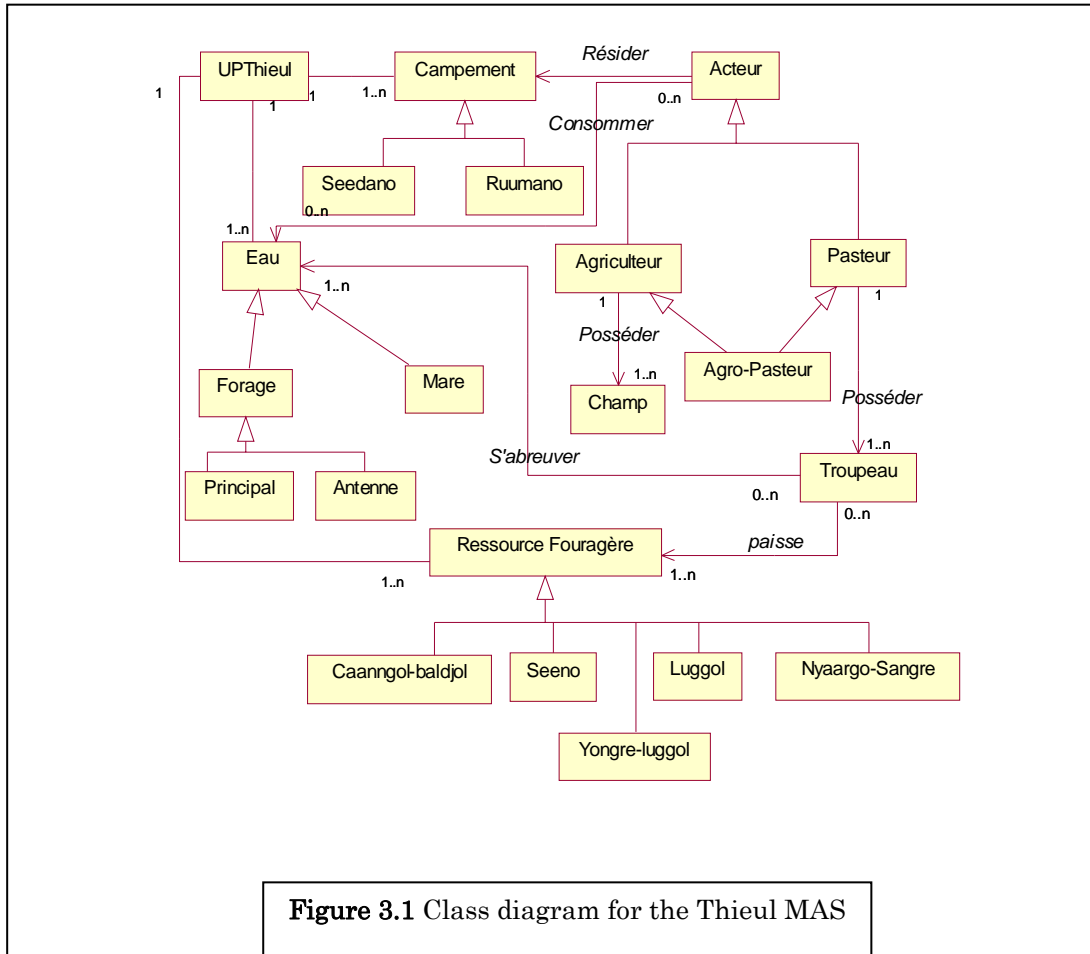 UPThieul
Campement
Résider
Acteur
1
1
1
1..n
0..n
Consommer
Seedano
Ruumano
0..n
1..n
Eau
1..n
Agriculteur
1
Pasteur
1
Posséder
1..n
Forage
Mare
Champ
Agro-Pasteur
Posséder
1..n
Principal
Antenne
S'abreuver
Troupeau
0..n
0..n
Ressource Fouragère
paisse
1..n
1..n
Caanngol-baldjol
Seeno
Luggol
Nyaargo-Sangre
Yongre-luggol
Figure 3.1 Class diagram for the Thieul MAS